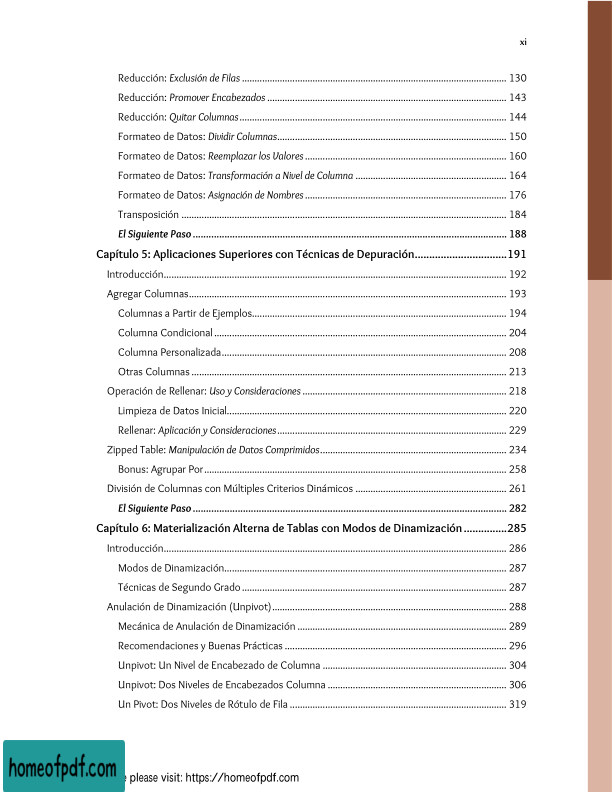 xi
Reducción: Exclusión de Filas ........ 130
Reducción: Promover Encabezados ........ 143
Reducción: Quitar Columnas ........ 144
Formateo de Datos: Dividir Columnas ........ 150
Formateo de Datos: Reemplazar los Valores ........ 160
Formateo de Datos: Transformación a Nivel de Columna ........ 164
Formateo de Datos: Asignación de Nombres ........ 176
Transposición ........ 184
El Siguiente Paso ........ 188
Capítulo 5: Aplicaciones Superiores con Técnicas de Depuración ........ 191
Introducción ........ 192
Agregar Columnas ........ 193
Columnas a Partir de Ejemplos ........ 194
Columna Condicional ........ 204
Columna Personalizada ........ 208
Otras Columnas ........ 213
Operación de Rellenar: Uso y Consideraciones ........ 218
Limpieza de Datos Inicial ........ 220
Rellenar: Aplicación y Consideraciones ........ 229
Zipped Table: Manipulación de Datos Comprimidos ........ 234
Bonus: Agrupar Por ........ 258
División de Columnas con Múltiples Criterios Dinámicos ........ 261
El Siguiente Paso ........ 282
Capítulo 6: Materialización Alterna de Tablas con Modos de Dinamización ........ 285
Introducción ........ 286
Modos de Dinamización ........ 287
Técnicas de Segundo Grado ........ 287
Anulación de Dinamización (Unpivot) ........ 288
Mecánica de Anulación de Dinamización ........ 289
Recomendaciones y Buenas Prácticas ........ 296
Unpivot: Un Nivel de Encabezado de Columna ........ 304
Unpivot: Dos Niveles de Encabezados Columna ........ 306
Un Pivot: Dos Niveles de Rótulo de Fila ........ 319
homeofpdf.com
please visit: https://homeofpdf.com